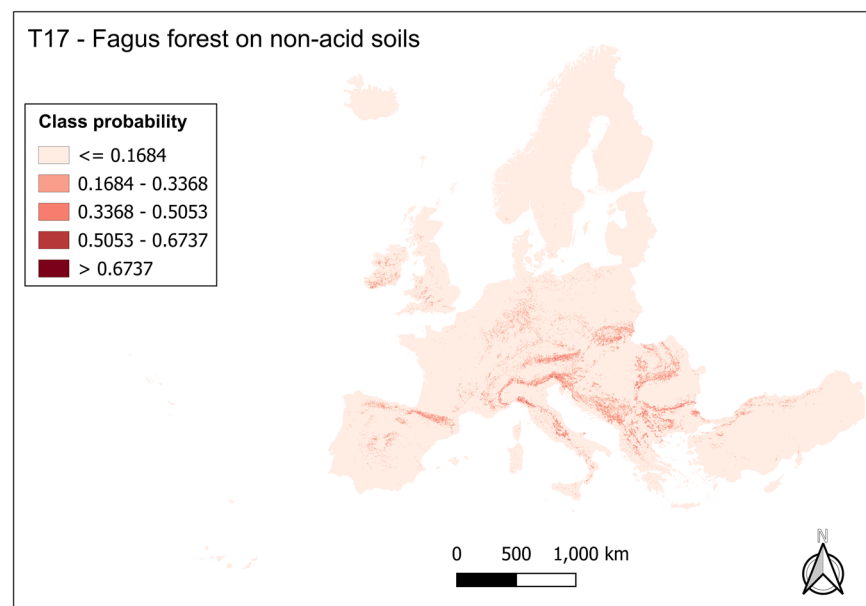 T17 - Fagus forest on non-acid soils
Class probability
<= 0.1684
0.1684 - 0.3368
0.3368 - 0.5053
0.5053 - 0.6737
> 0.6737
0 500 1,000 km
N